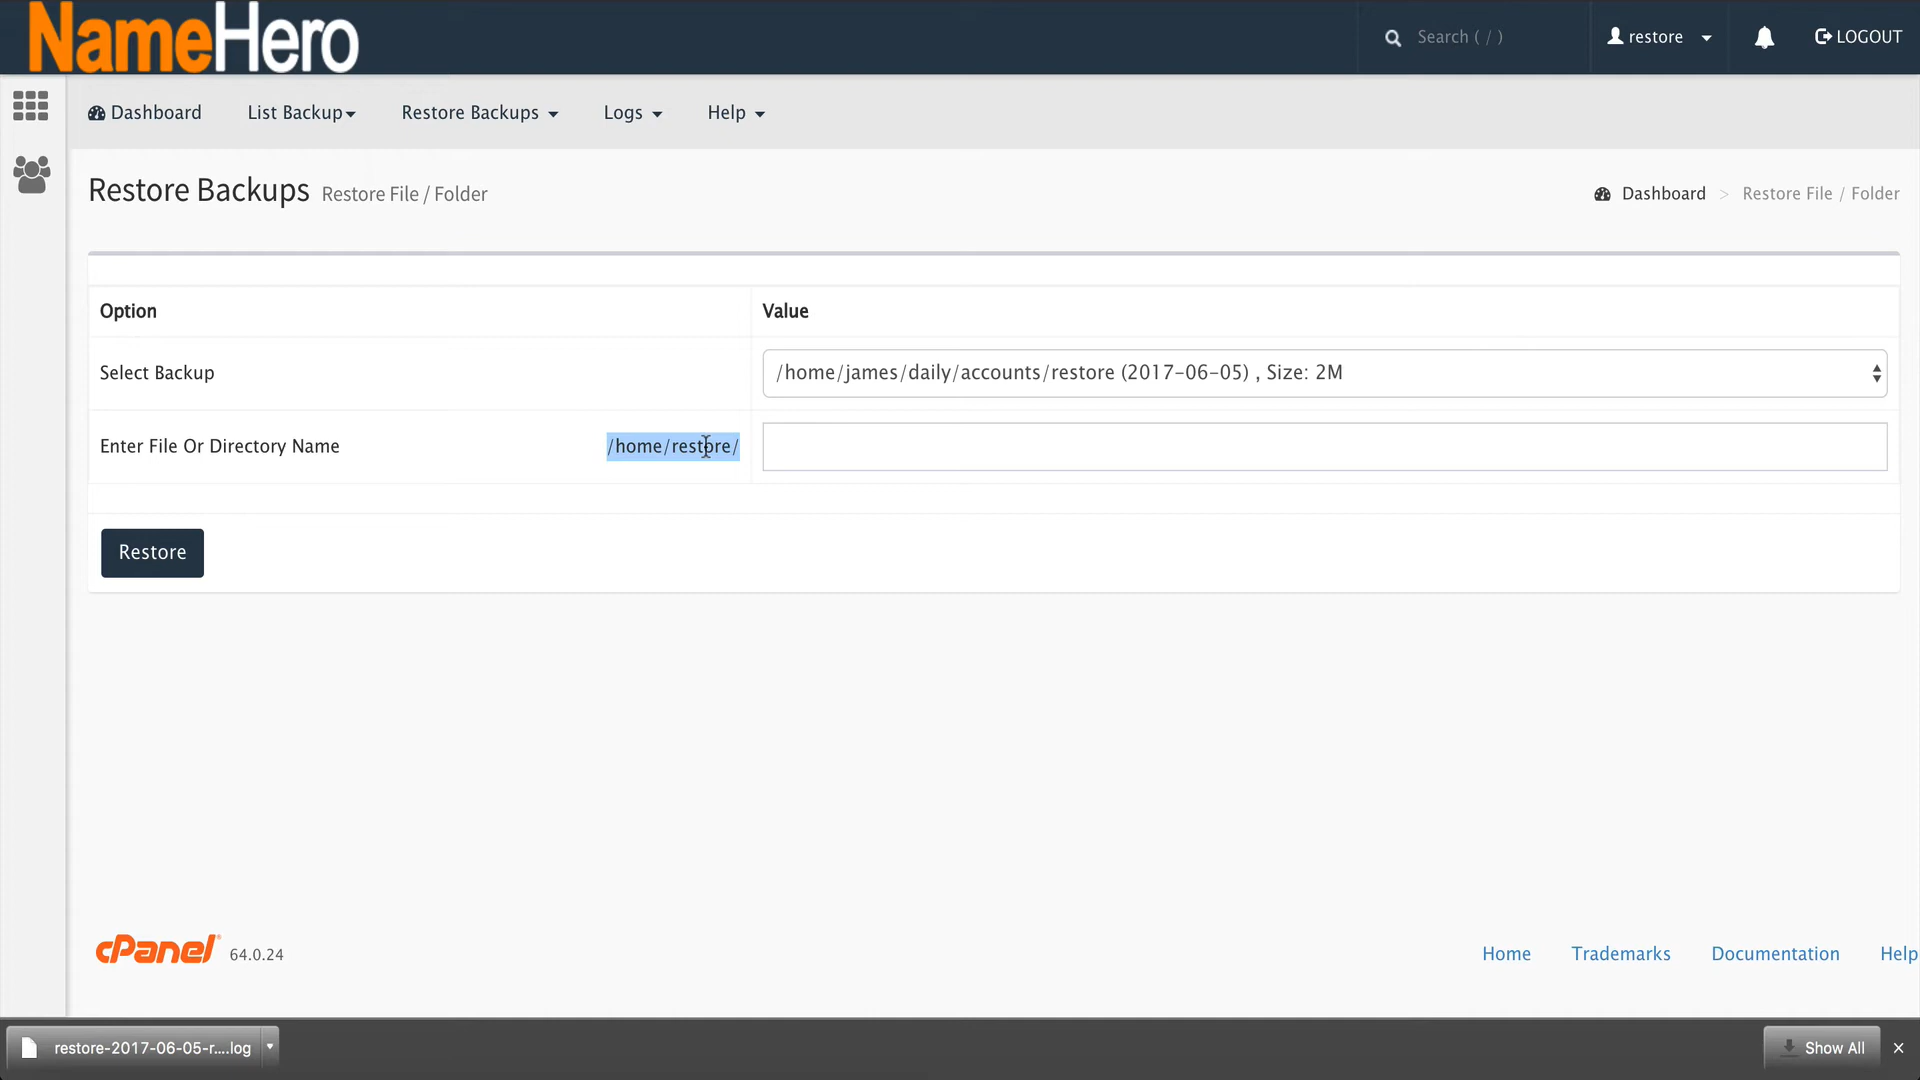 NameHero
Search ( / )
restore
LOGOUT
Dashboard
List Backup
Restore Backups
Logs
Help
Restore Backups Restore File / Folder
Dashboard > Restore File / Folder
Option
Value
Select Backup
/home/james/daily/accounts/restore (2017-06-05) , Size: 2M
Enter File Or Directory Name
/home/restore/
Restore
cPanel 64.0.24
Home
Trademarks
Documentation
Help
restore-2017-06-05-r....log
Show All